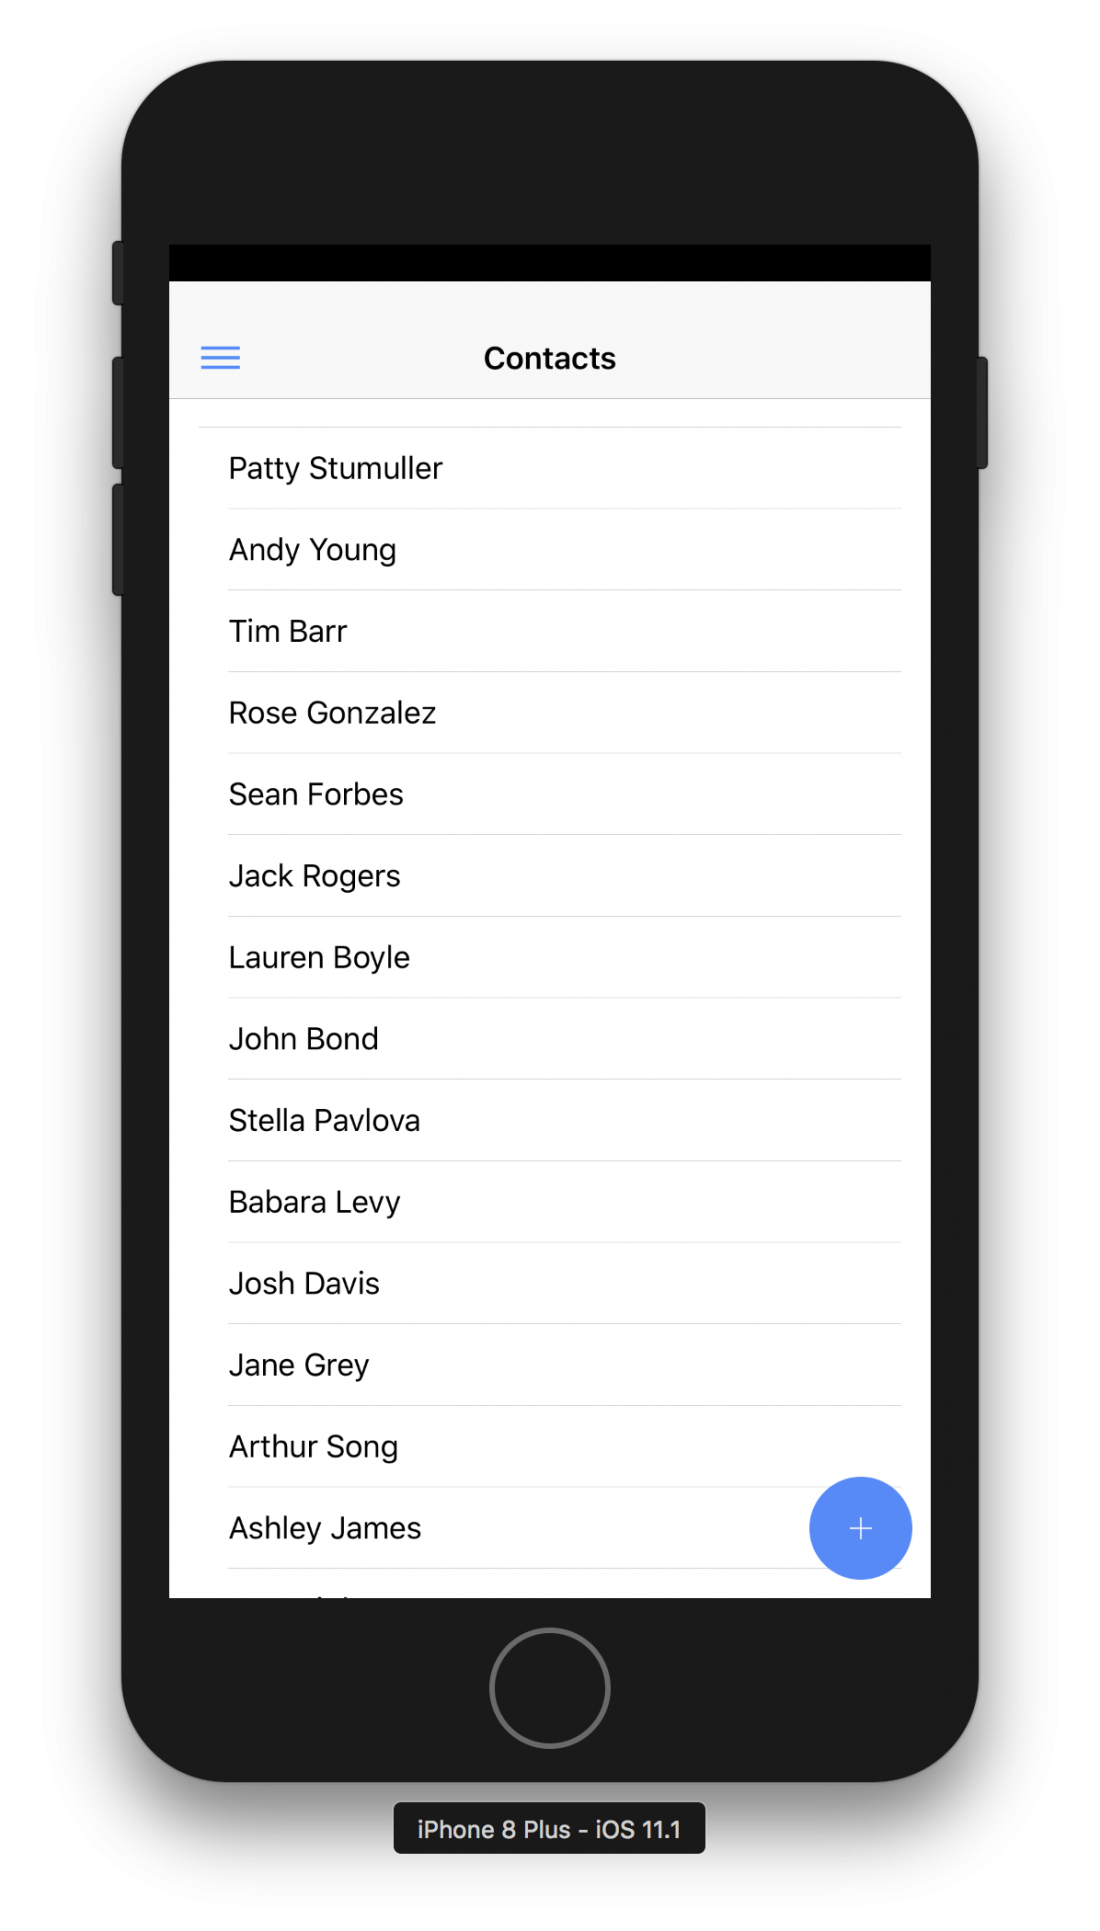 Contacts
Patty Stumuller
Andy Young
Tim Barr
Rose Gonzalez
Sean Forbes
Jack Rogers
Lauren Boyle
John Bond
Stella Pavlova
Babara Levy
Josh Davis
Jane Grey
Arthur Song
Ashley James
iPhone 8 Plus - iOS 11.1